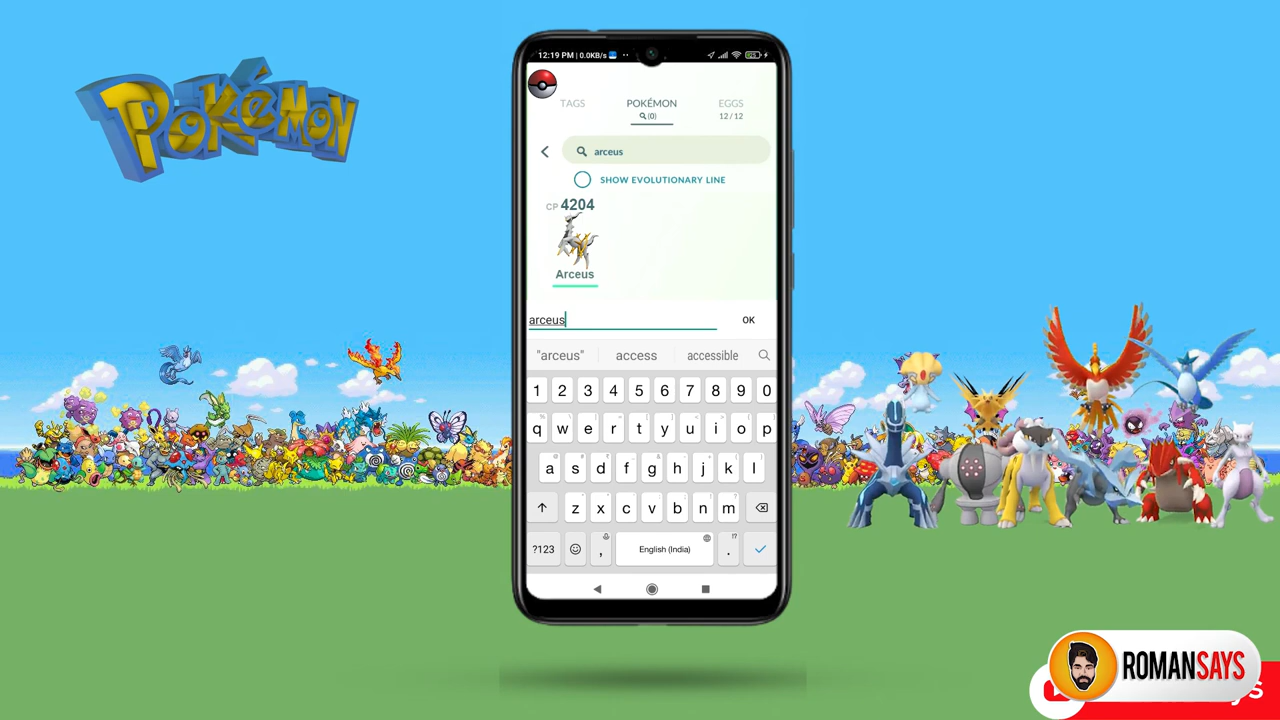 POKéMON
12:19 PM | 0.0KB/s
TAGS
POKÉMON
EGGS
(0)
12 / 12
arceus
SHOW EVOLUTIONARY LINE
CP 4204
Arceus
arceus
OK
"arceus" access accessible
1 2 3 4 5 6 7 8 9 0
q w e r t y u i o p
a s d f g h j k l
z x c v b n m
?123 , English (India) . !?
ROMANSAYS